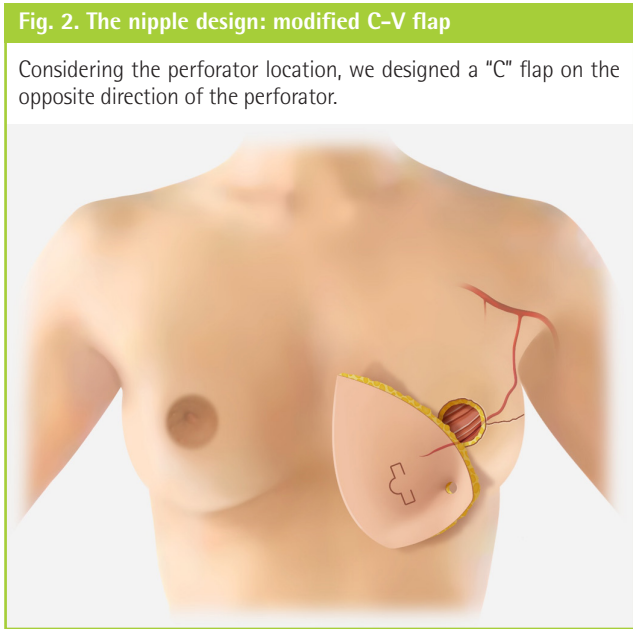 Fig. 2. The nipple design: modified C-V flap
Considering the perforator location, we designed a “C” flap on the
opposite direction of the perforator.